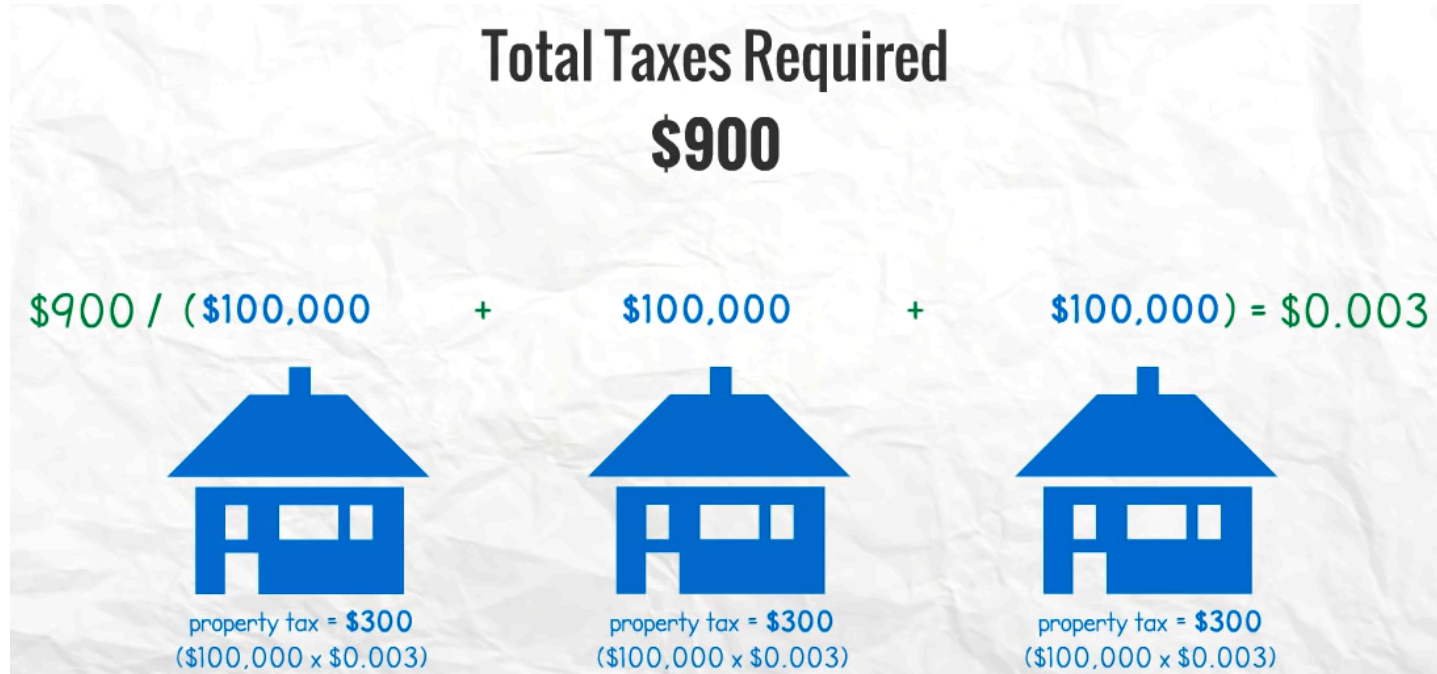 Total Taxes Required
$900
$900 / ($100,000 + $100,000 + $100,000) = $0.003
property tax = $300
($100,000 x $0.003)
property tax = $300
($100,000 x $0.003)
property tax = $300
($100,000 x $0.003)